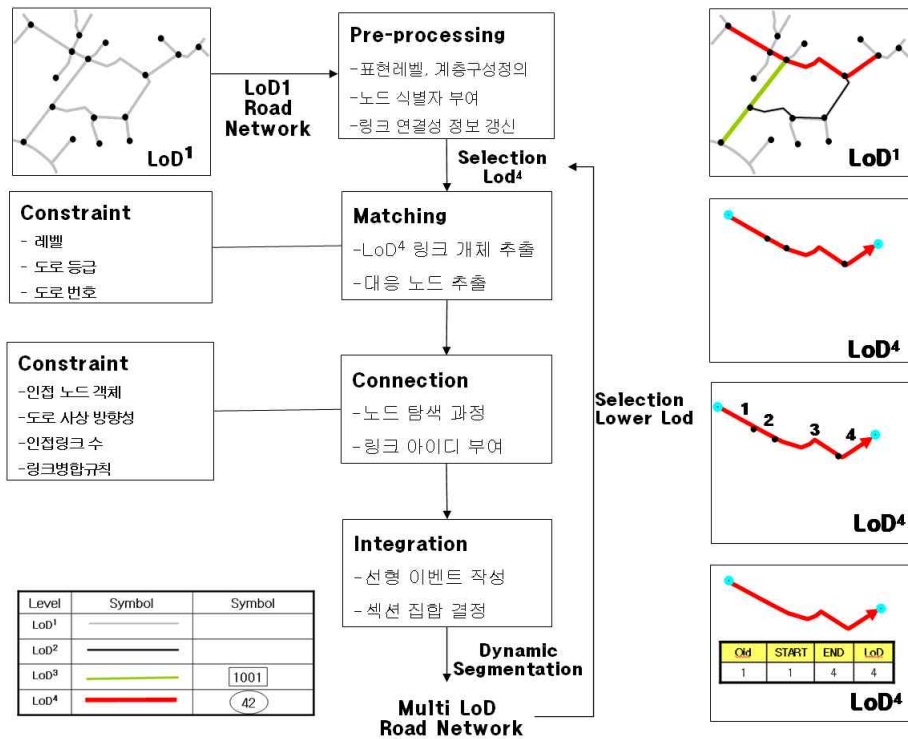 LoD¹
LoD1
Road
Network
Pre-processing
-표현레벨, 계층구성정의
-노드 식별자 부여
-링크 연결성 정보 갱신
Selection
Lod⁴
Constraint
- 레벨
- 도로 등급
- 도로 번호
Matching
-LoD⁴ 링크 개체 추출
-대응 노드 추출
Constraint
-인접 노드 객체
-도로 사상 방향성
-인접링크 수
-링크병합규칙
Connection
-노드 탐색 과정
-링크 아이디 부여
Selection
Lower Lod
Integration
-선형 이벤트 작성
-섹션 집합 결정
Dynamic
Segmentation
Multi LoD
Road Network
Level Symbol Symbol
LoD¹
LoD²
LoD³ 1001
LoD⁴ 42
LoD¹
LoD⁴
1 2 3 4
LoD⁴
Oid START END LoD
1 1 4 4
LoD⁴